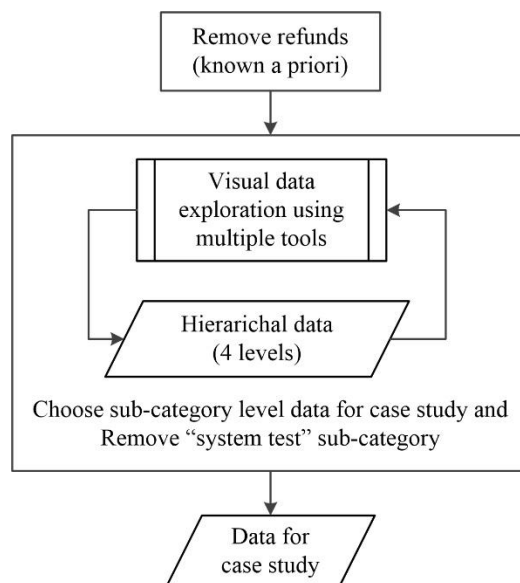 Remove refunds
(known a priori)
Visual data
exploration using
multiple tools
Hierarichal data
(4 levels)
Choose sub-category level data for case study and
Remove “system test” sub-category
Data for
case study